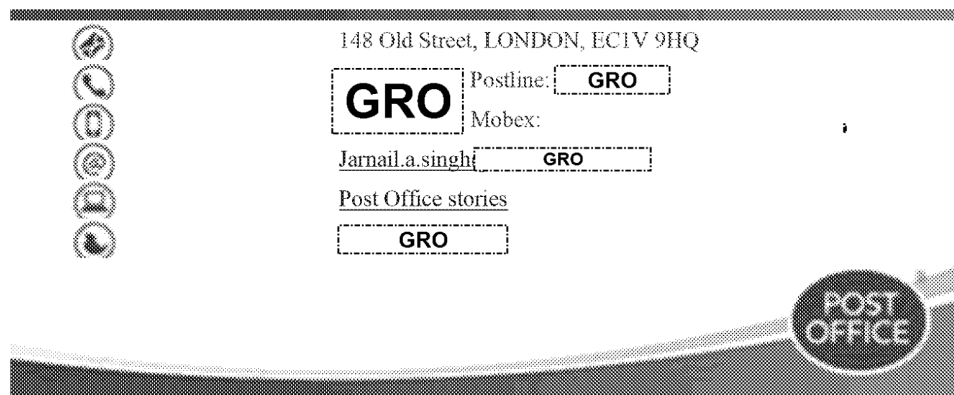 148 Old Street, LONDON, EC1V 9HQ
GRO Postline: GRO
Mobex:
Jarnail.a.singh GRO
Post Office stories
GRO
POST
OFFICE